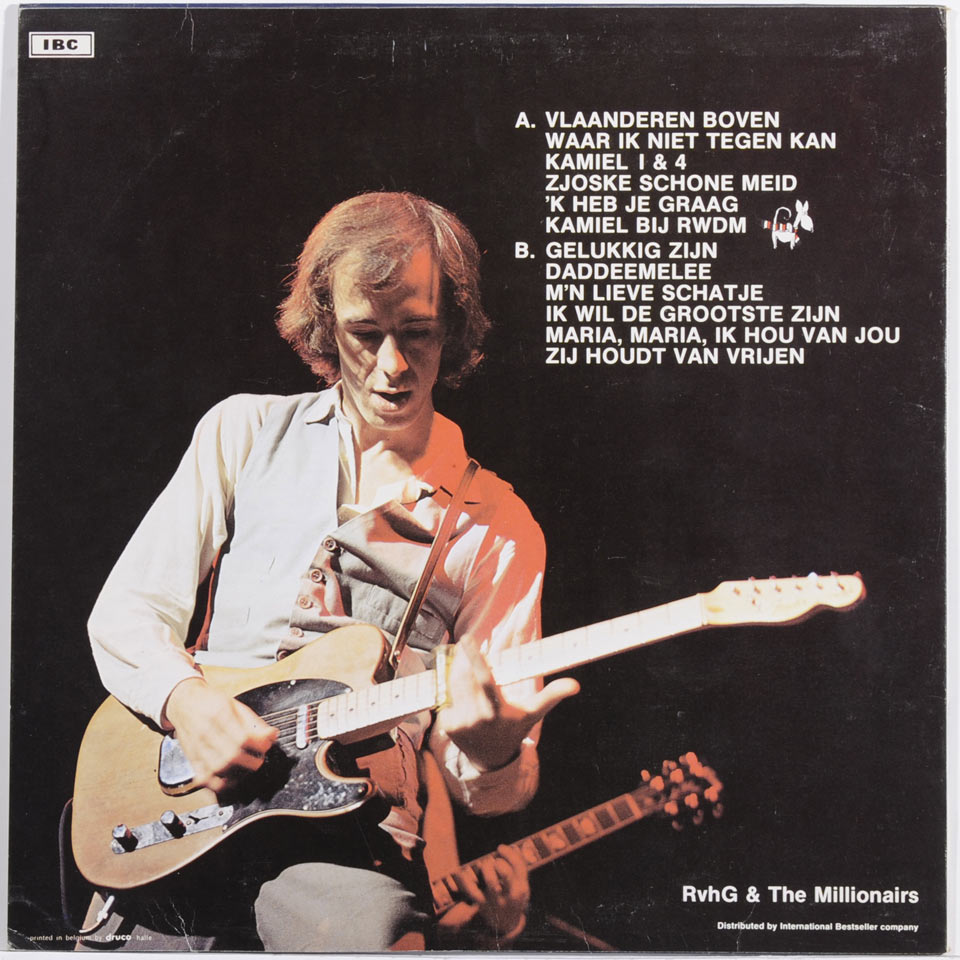 IBC
A. VLAANDEREN BOVEN
WAAR IK NIET TEGEN KAN
KAMIEL 1 & 4
ZJOSKE SCHONE MEID
'K HEB JE GRAAG
KAMIEL BIJ RWDM
B. GELUKKIG ZIJN
DADDEEMELEE
M'N LIEVE SCHATJE
IK WIL DE GROOTSTE ZIJN
MARIA, MARIA, IK HOU VAN JOU
ZIJ HOUDT VAN VRIJEN
RvhG & The Millionairs
Distributed by International Bestseller company
printed in belgium by druco halle